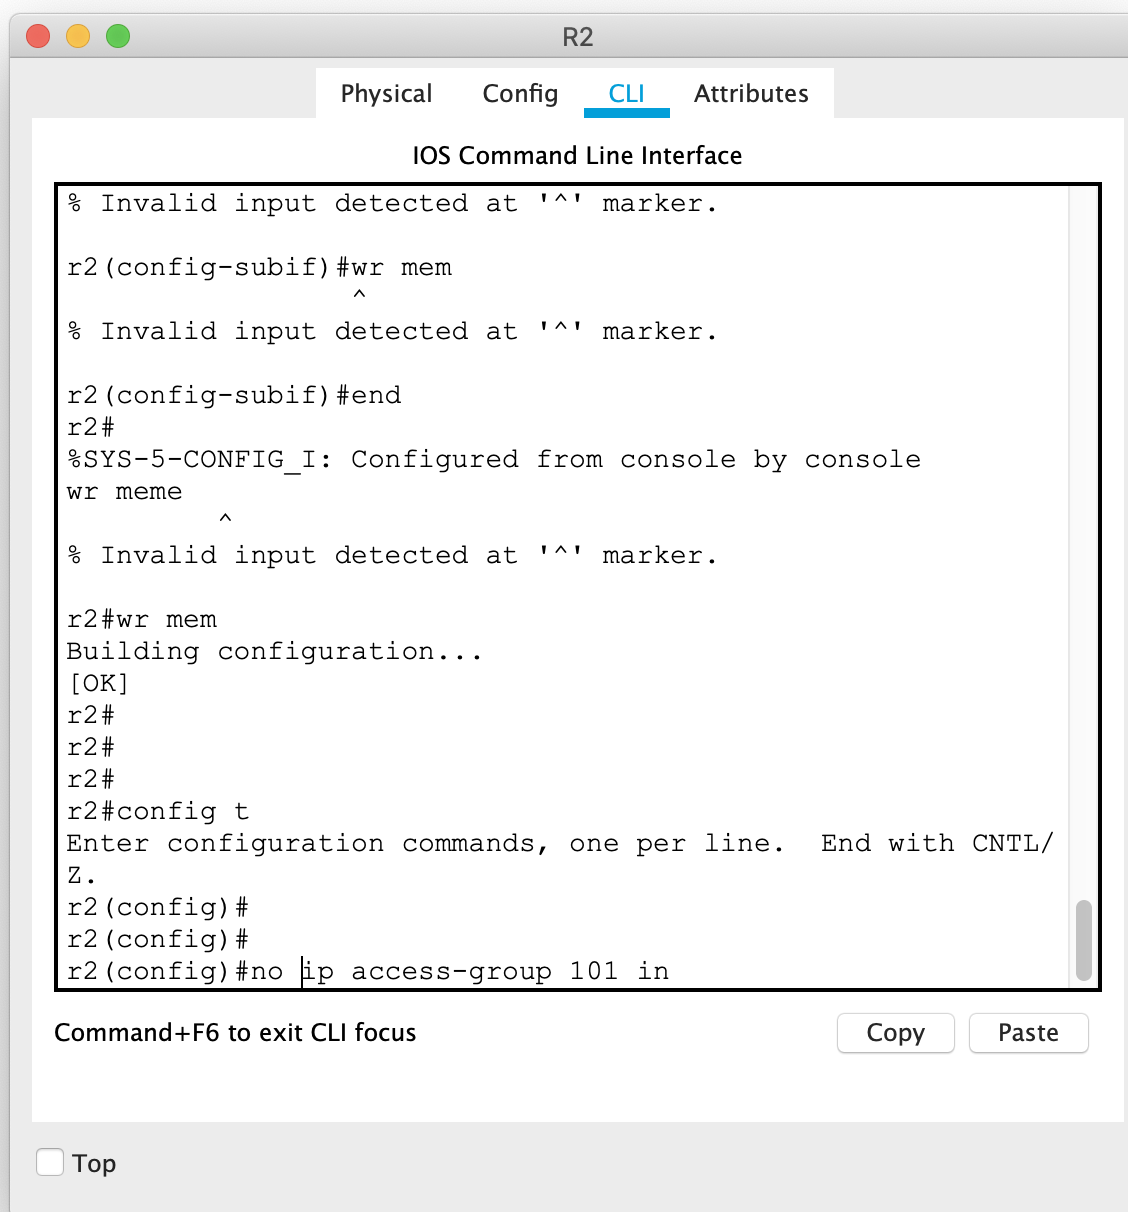 R2
Physical Config CLI Attributes
IOS Command Line Interface
% Invalid input detected at '^' marker.
r2(config-subif)#wr mem
^
% Invalid input detected at '^' marker.
r2(config-subif)#end
r2#
%SYS-5-CONFIG_I: Configured from console by console
wr meme
^
% Invalid input detected at '^' marker.
r2#wr mem
Building configuration...
[OK]
r2#
r2#
r2#
r2#config t
Enter configuration commands, one per line.  End with CNTL/
Z.
r2(config)#
r2(config)#
r2(config)#no ip access-group 101 in
Command+F6 to exit CLI focus
Copy Paste
Top